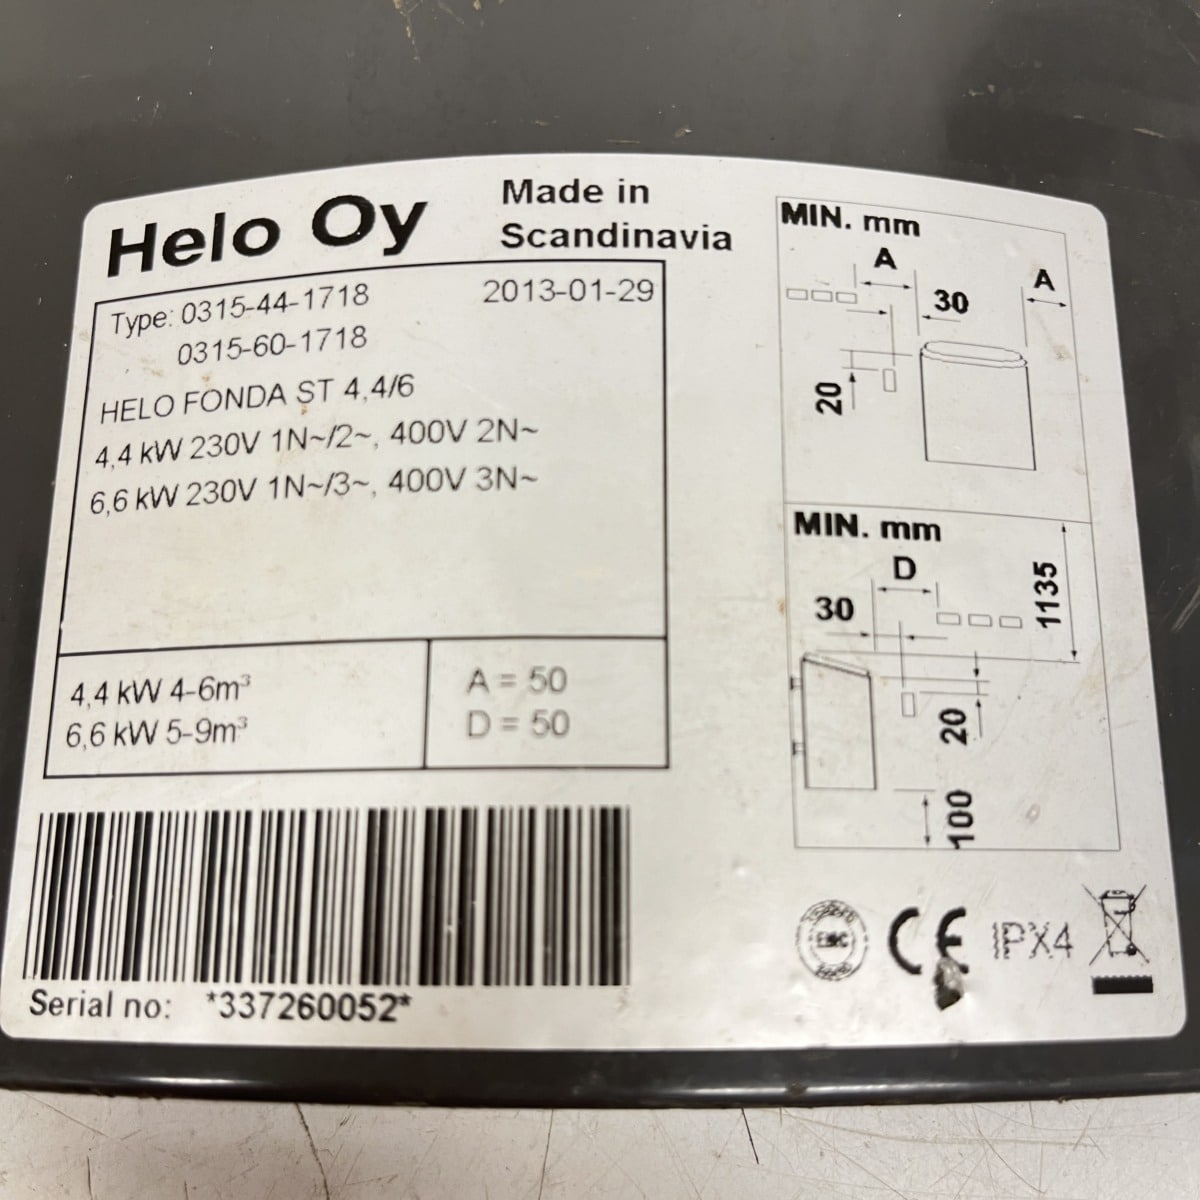 Helo Oy
Made in
Scandinavia
Type: 0315-44-1718
2013-01-29
0315-60-1718
HELO FONDA ST 4,4/6
4,4 kW 230V 1N~/2~, 400V 2N~
6,6 kW 230V 1N~/3~, 400V 3N~
4,4 kW 4-6m³
6,6 kW 5-9m³
A = 50
D = 50
Serial no: *337260052*
MIN. mm
A
A
30
20
MIN. mm
D
30
1135
20
100
EMC
CE
IPX4